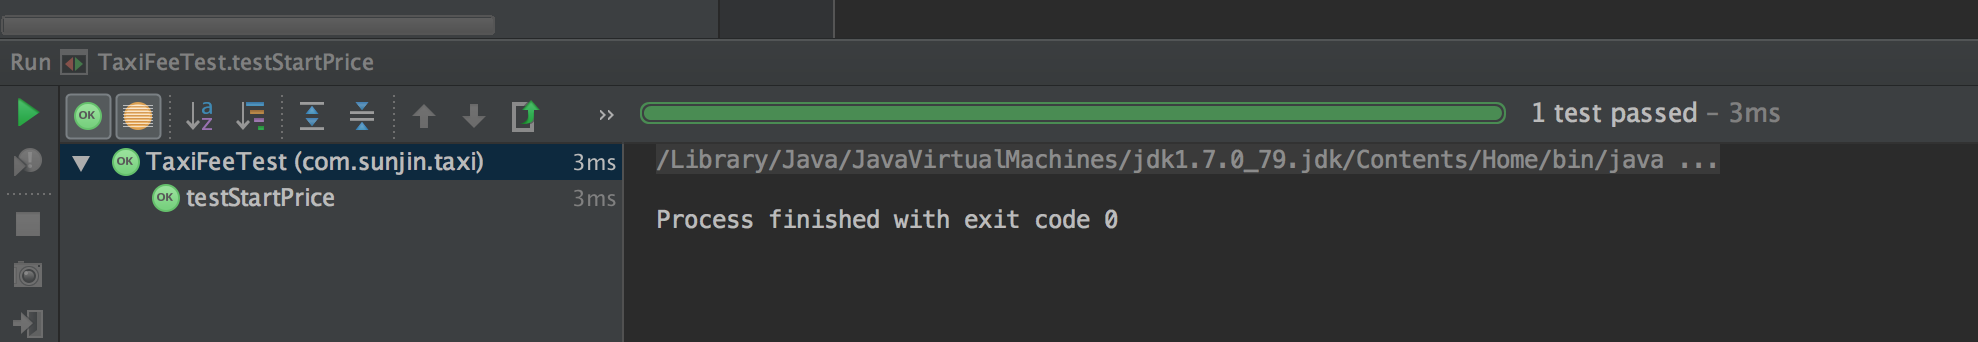 Run TaxiFeeTest.testStartPrice
OK a z » 1 test passed – 3ms
OK TaxiFeeTest (com.sunjin.taxi) 3ms
/Library/Java/JavaVirtualMachines/jdk1.7.0_79.jdk/Contents/Home/bin/java ...
OK testStartPrice 3ms
Process finished with exit code 0